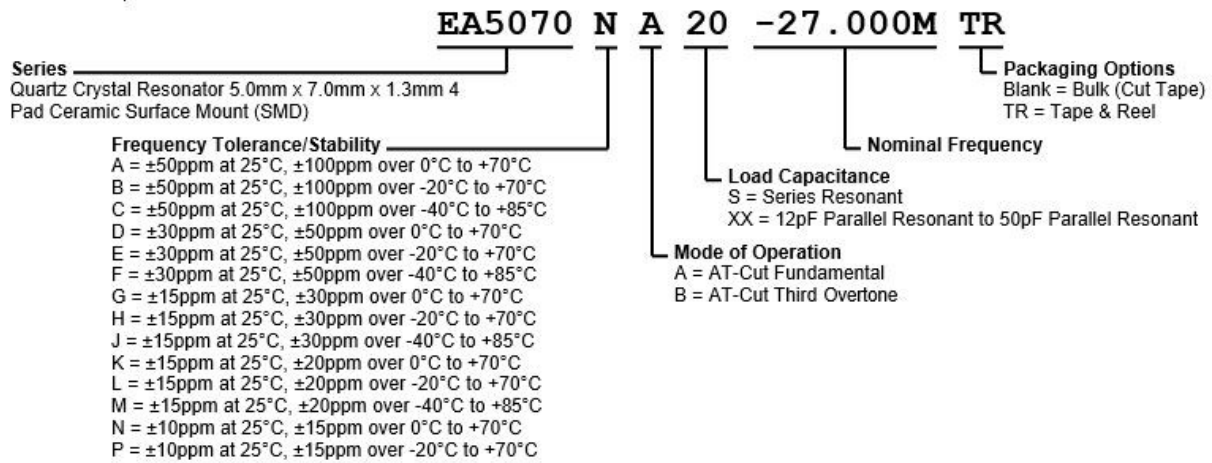 EA5070 N A 20 -27.000M TR
Series
Quartz Crystal Resonator 5.0mm x 7.0mm x 1.3mm 4
Pad Ceramic Surface Mount (SMD)
Packaging Options
Blank = Bulk (Cut Tape)
TR = Tape & Reel
Frequency Tolerance/Stability
A = ±50ppm at 25°C, ±100ppm over 0°C to +70°C
B = ±50ppm at 25°C, ±100ppm over -20°C to +70°C
C = ±50ppm at 25°C, ±100ppm over -40°C to +85°C
D = ±30ppm at 25°C, ±50ppm over 0°C to +70°C
E = ±30ppm at 25°C, ±50ppm over -20°C to +70°C
F = ±30ppm at 25°C, ±50ppm over -40°C to +85°C
G = ±15ppm at 25°C, ±30ppm over 0°C to +70°C
H = ±15ppm at 25°C, ±30ppm over -20°C to +70°C
J = ±15ppm at 25°C, ±30ppm over -40°C to +85°C
K = ±15ppm at 25°C, ±20ppm over 0°C to +70°C
L = ±15ppm at 25°C, ±20ppm over -20°C to +70°C
M = ±15ppm at 25°C, ±20ppm over -40°C to +85°C
N = ±10ppm at 25°C, ±15ppm over 0°C to +70°C
P = ±10ppm at 25°C, ±15ppm over -20°C to +70°C
Nominal Frequency
Load Capacitance
S = Series Resonant
XX = 12pF Parallel Resonant to 50pF Parallel Resonant
Mode of Operation
A = AT-Cut Fundamental
B = AT-Cut Third Overtone